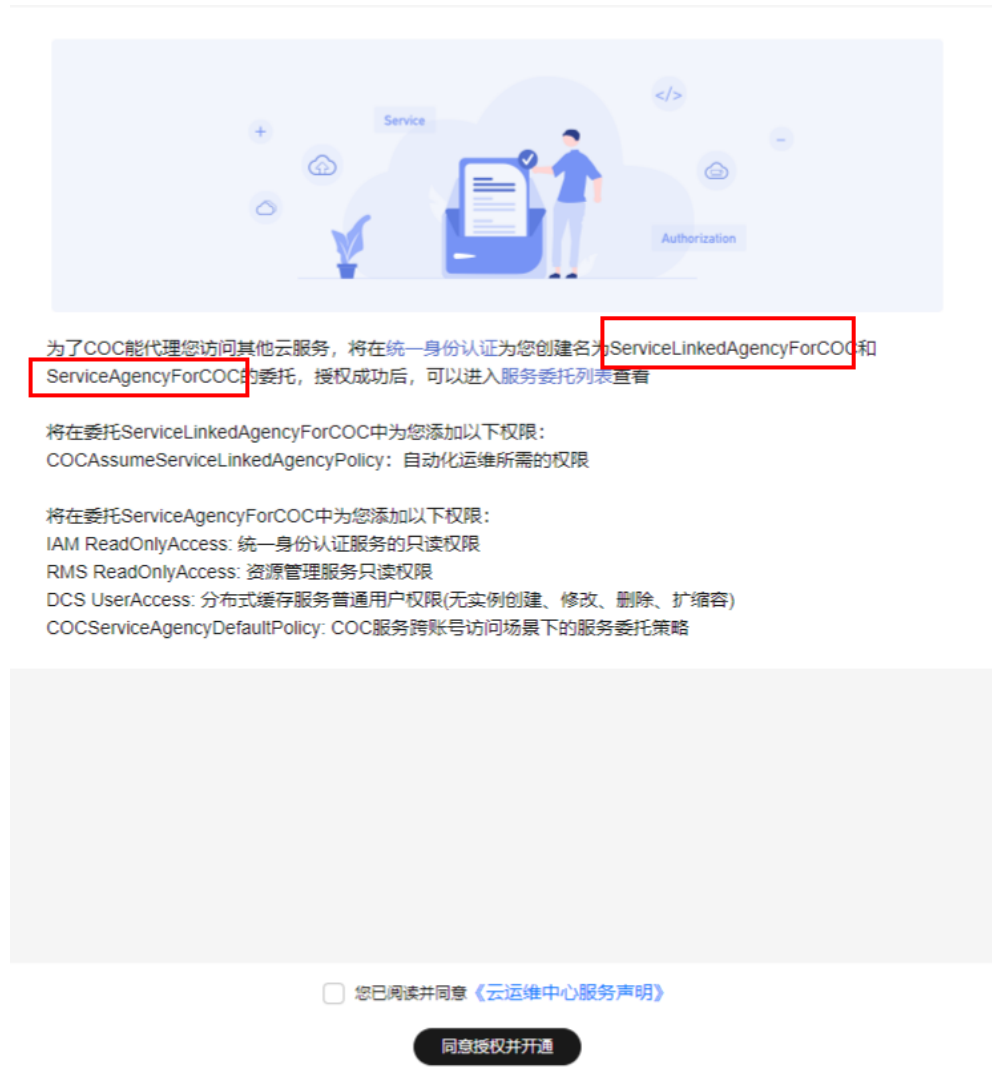 </>
Service
Authorization
为了COC能代理您访问其他云服务，将在统一身份认证为您创建名为ServiceLinkedAgencyForCOC和
ServiceAgencyForCOC的委托，授权成功后，可以进入服务委托列表查看
将在委托ServiceLinkedAgencyForCOC中为您添加以下权限：
COCAssumeServiceLinkedAgencyPolicy：自动化运维所需的权限
将在委托ServiceAgencyForCOC中为您添加以下权限：
IAM ReadOnlyAccess: 统一身份认证服务的只读权限
RMS ReadOnlyAccess: 资源管理服务只读权限
DCS UserAccess: 分布式缓存服务普通用户权限(无实例创建、修改、删除、扩缩容)
COCServiceAgencyDefaultPolicy: COC服务跨账号访问场景下的服务委托策略
您已阅读并同意《云运维中心服务声明》
同意授权并开通